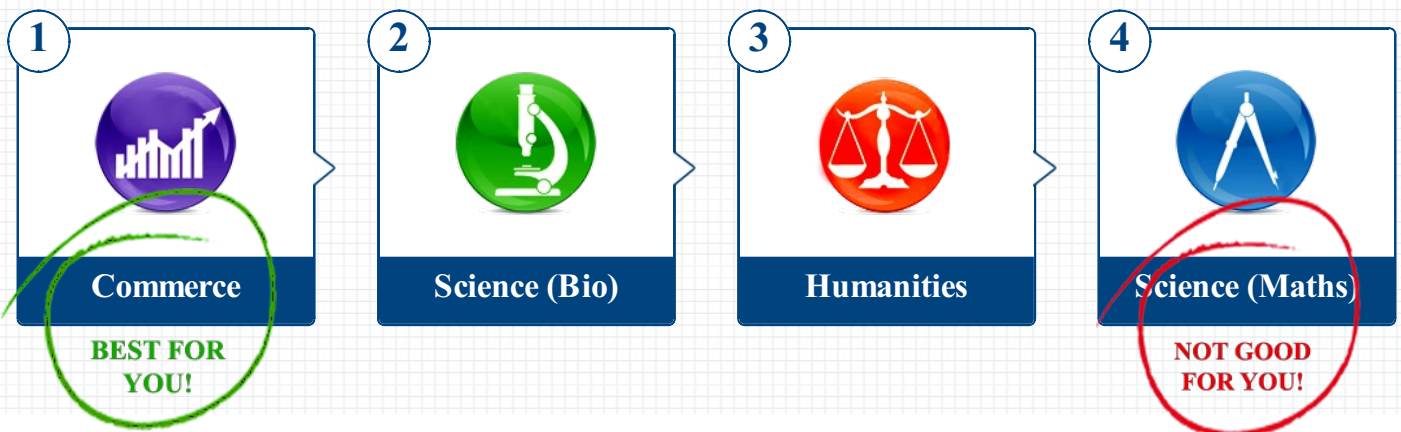 1
2
3
4
Commerce
Science (Bio)
Humanities
Science (Maths)
BEST FOR
YOU!
NOT GOOD
FOR YOU!